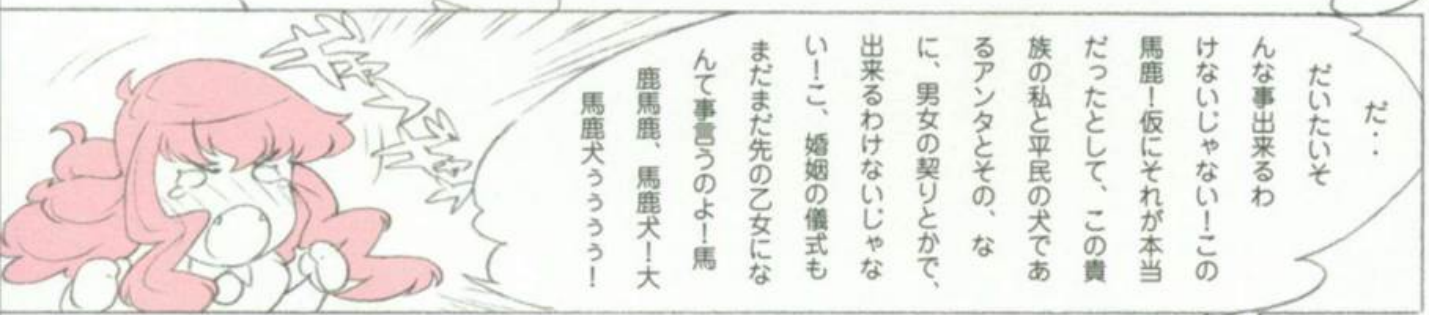 だ・・
だいたいそ
んな事出来るわ
けないじゃない！この
馬鹿！仮にそれが本当
だったとして、この貴
族の私と平民の犬であ
るアンタとその、な
に、男女の契りとかで、
出来るわけないじゃな
い！こ、婚姻の儀式も
まだまだ先の乙女にな
んて事言うのよ！馬
鹿馬鹿、馬鹿犬！大
馬鹿犬ぅぅぅぅ！
ギャギャギャ